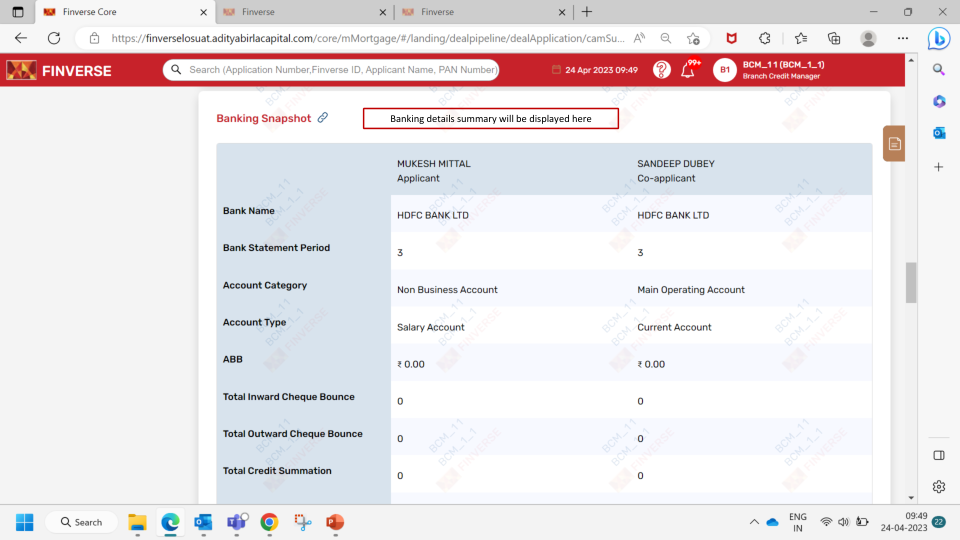 Finverse Core
Finverse
Finverse
https://finverselosuat.adityabirlacapital.com/core/mMortgage/#/landing/dealpipeline/dealApplication/camSu...
FINVERSE
Search (Application Number,Finverse ID, Applicant Name, PAN Number)
24 Apr 2023 09:49
99+
B1
BCM_1 1 (BCM_1_1)
Branch Credit Manager
Banking Snapshot
Banking details summary will be displayed here
MUKESH MITTAL
Applicant
SANDEEP DUBEY
Co-applicant
Bank Name
HDFC BANK LTD
HDFC BANK LTD
Bank Statement Period
3
3
Account Category
Non Business Account
Main Operating Account
Account Type
Salary Account
Current Account
ABB
₹ 0.00
₹ 0.00
Total Inward Cheque Bounce
0
0
Total Outward Cheque Bounce
0
0
Total Credit Summation
0
0
Search
ENG
IN
09:49
24-04-2023
22